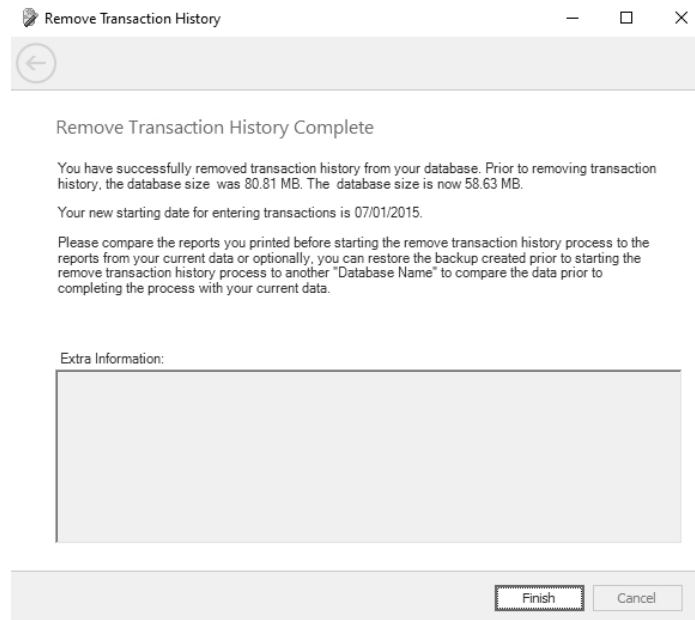 Remove Transaction History
Remove Transaction History Complete
You have successfully removed transaction history from your database. Prior to removing transaction
history, the database size  was 80.81 MB. The  database size is now 58.63 MB.
Your new starting date for entering transactions is 07/01/2015.
Please compare the reports you printed before starting the remove transaction history process to the
reports from your current data or optionally, you can restore the backup created prior to starting the
remove transaction history process to another "Database Name" to compare the data prior to
completing the process with your current data.
Extra Information:
Finish
Cancel